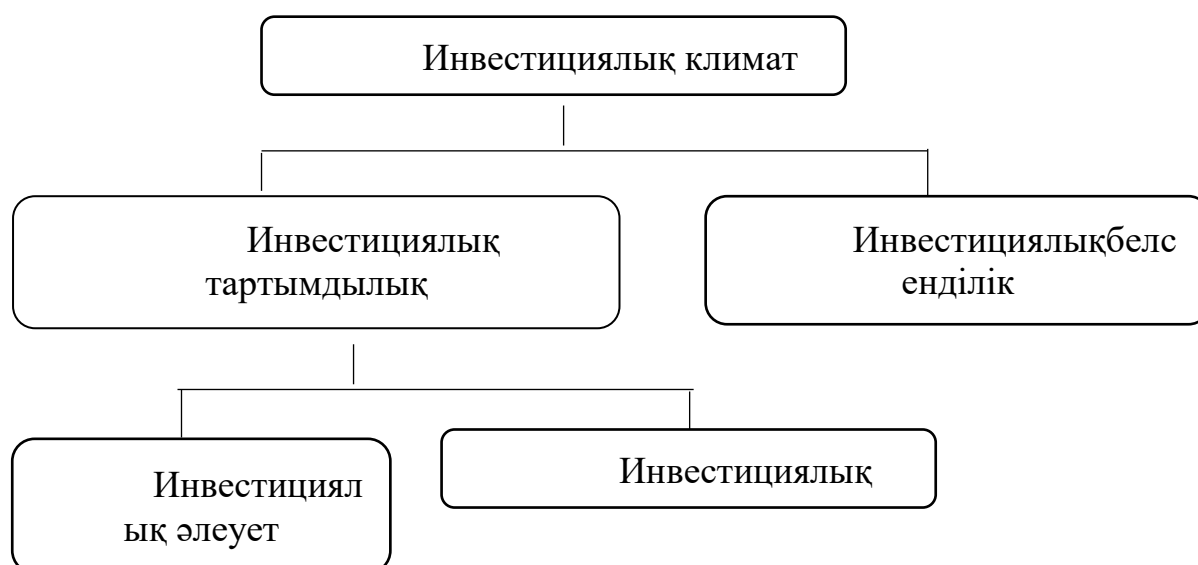 Инвестициялық климат
Инвестициялық
тартымдылық
Инвестициялықбелс
енділік
Инвестициял
ық әлеует
Инвестициялық